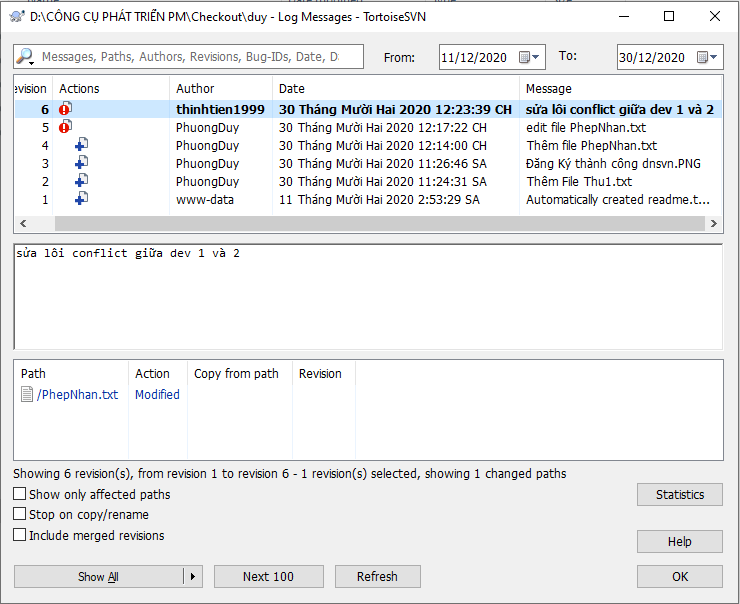 D:\CÔNG CỤ PHÁT TRIỂN PM\Checkout\duy - Log Messages - TortoiseSVN
Messages, Paths, Authors, Revisions, Bug-IDs, Date, D
From: 11/12/2020 To: 30/12/2020
evision Actions Author Date Message
6 thinhtien1999 30 Tháng Mười Hai 2020 12:23:39 CH sửa lôi conflict giữa dev 1 và 2
5 PhuongDuy 30 Tháng Mười Hai 2020 12:17:22 CH edit file PhepNhan.txt
4 PhuongDuy 30 Tháng Mười Hai 2020 12:14:00 CH Thêm file PhepNhan.txt
3 PhuongDuy 30 Tháng Mười Hai 2020 11:26:46 SA Đăng Ký thành công dnsvn.PNG
2 PhuongDuy 30 Tháng Mười Hai 2020 11:24:31 SA Thêm File Thu1.txt
1 www-data 11 Tháng Mười Hai 2020 2:53:29 SA Automatically created readme.t...
sửa lôi conflict giữa dev 1 và 2
Path Action Copy from path Revision
/PhepNhan.txt Modified
Showing 6 revision(s), from revision 1 to revision 6 - 1 revision(s) selected, showing 1 changed paths
Show only affected paths
Statistics
Stop on copy/rename
Include merged revisions
Help
Show All Next 100 Refresh OK